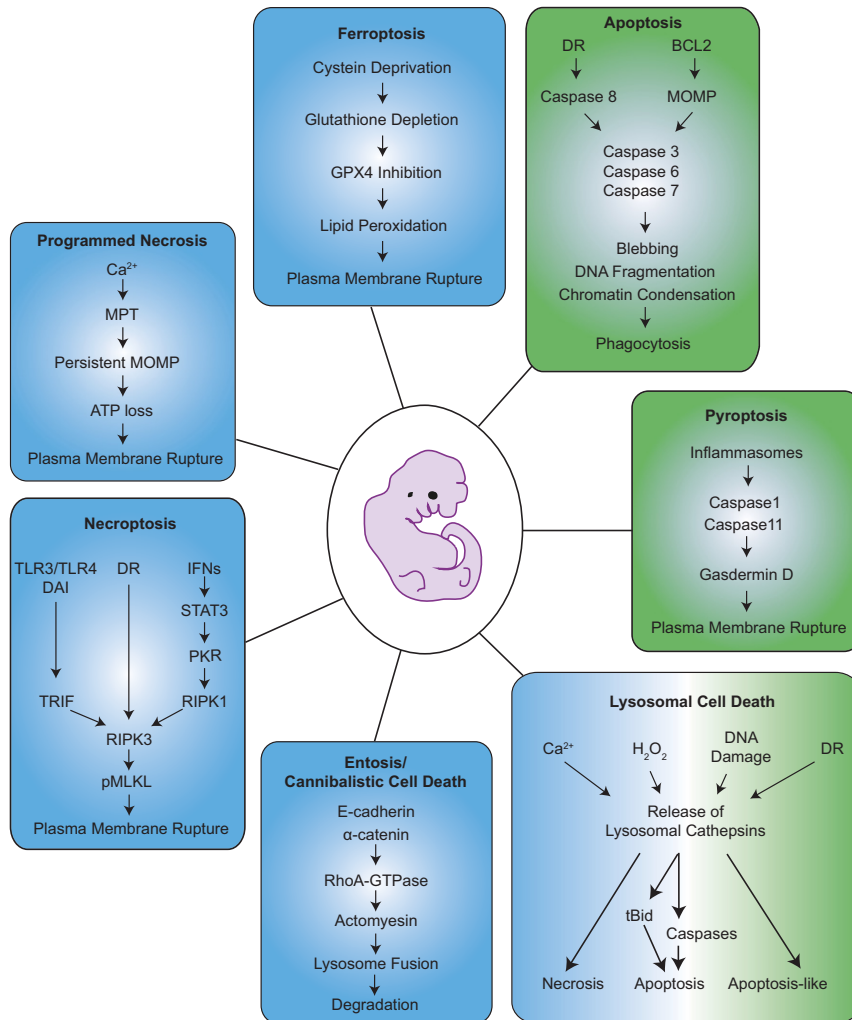 Ferroptosis
Cystein Deprivation
Glutathione Depletion
GPX4 Inhibition
Lipid Peroxidation
Plasma Membrane Rupture
Apoptosis
DR BCL2
Caspase 8 MOMP
Caspase 3
Caspase 6
Caspase 7
Blebbing
DNA Fragmentation
Chromatin Condensation
Phagocytosis
Programmed Necrosis
Ca²⁺
MPT
Persistent MOMP
ATP loss
Plasma Membrane Rupture
Pyroptosis
Inflammasomes
Caspase1
Caspase11
Gasdermin D
Plasma Membrane Rupture
Necroptosis
TLR3/TLR4 DR IFNs
DAI
STAT3
PKR
TRIF RIPK1
RIPK3
pMLKL
Plasma Membrane Rupture
Entosis/
Cannibalistic Cell Death
E-cadherin
α-catenin
RhoA-GTPase
Actomyesin
Lysosome Fusion
Degradation
Lysosomal Cell Death
Ca²⁺ H₂O₂ DNA DR
Damage
Release of
Lysosomal Cathepsins
tBid
Caspases
Necrosis Apoptosis Apoptosis-like